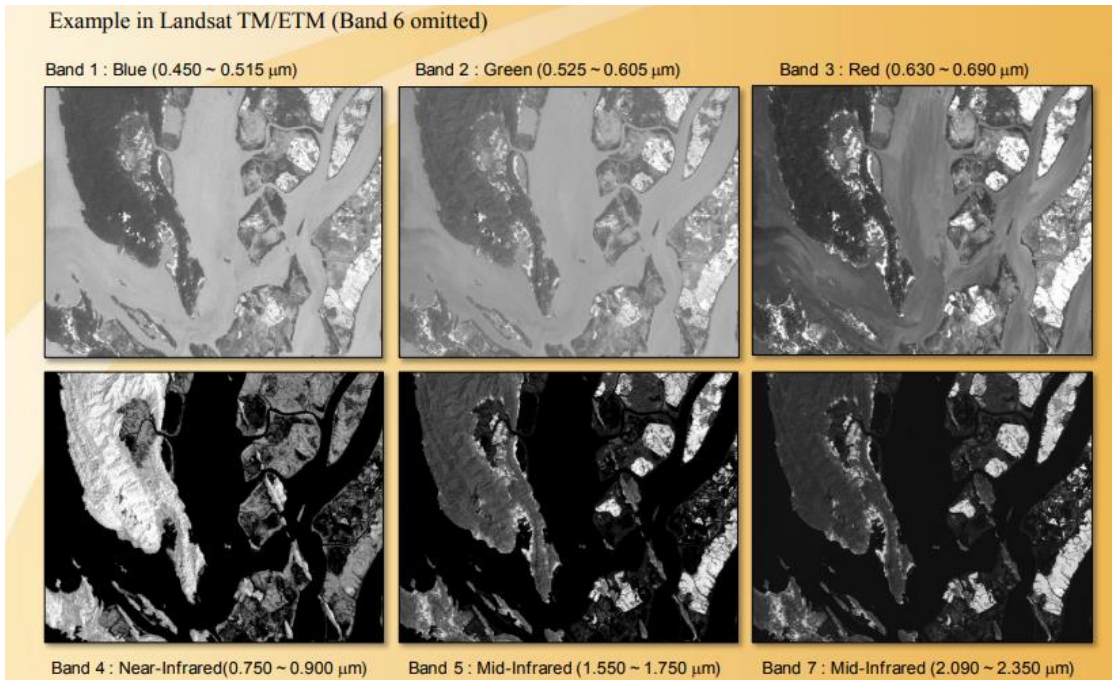 Example in Landsat TM/ETM (Band 6 omitted)
Band 1 : Blue (0.450 ~ 0.515 μm)
Band 2 : Green (0.525 ~ 0.605 μm)
Band 3 : Red (0.630 ~ 0.690 μm)
Band 4 : Near-Infrared(0.750 ~ 0.900 μm)
Band 5 : Mid-Infrared (1.550 ~ 1.750 μm)
Band 7 : Mid-Infrared (2.090 ~ 2.350 μm)